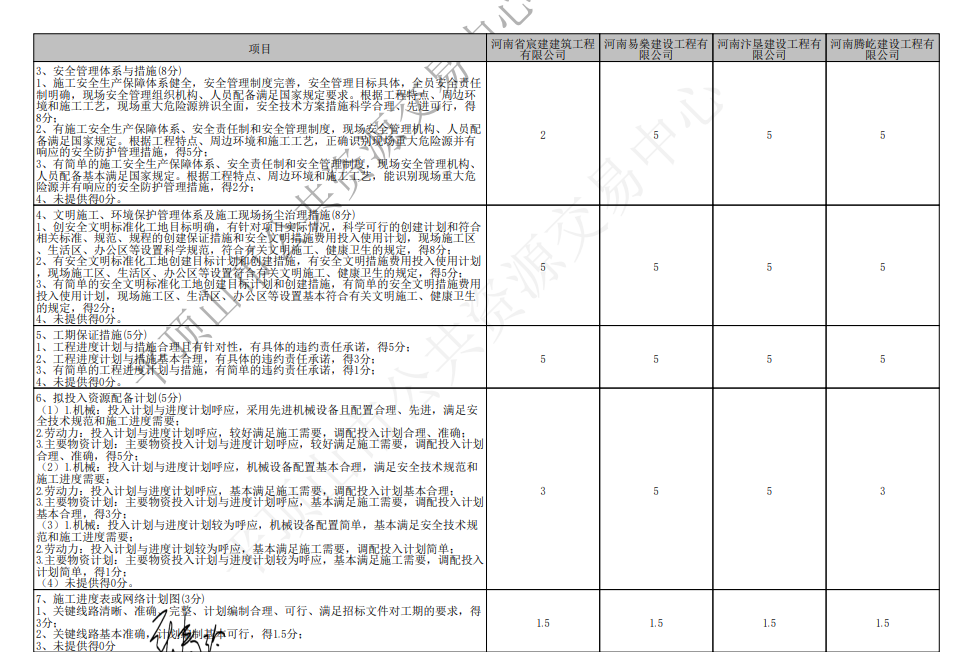 项目
河南省宸建建筑工程有限公司
河南易燊建设工程有限公司
河南汴垦建设工程有限公司
河南腾屹建设工程有限公司
3、安全管理体系与措施(8分)
1、施工安全生产保障体系健全，安全管理制度完善，安全管理目标具体，全员安全责任
制明确，现场安全管理组织机构、人员配备满足国家规定要求。根据工程特点、周边环
境和施工工艺，现场重大危险源辨识全面，安全技术方案措施科学合理、先进可行，得
8分；
2、有施工安全生产保障体系、安全责任制和安全管理制度，现场安全管理机构、人员配
备满足国家规定。根据工程特点、周边环境和施工工艺，正确识别现场重大危险源并有
响应的安全防护管理措施，得5分；
3、有简单的施工安全生产保障体系、安全责任制和安全管理制度，现场安全管理机构、
人员配备基本满足国家规定。根据工程特点、周边环境和施工工艺，能识别现场重大危
险源并有响应的安全防护管理措施，得2分；
4、未提供得0分。
2
5
5
5
4、文明施工、环境保护管理体系及施工现场扬尘治理措施(8分)
1、创安全文明标准化工地目标明确，有针对项目实际情况，科学可行的创建计划和符合
相关标准、规范、规程的创建保证措施和安全文明措施费用投入使用计划，现场施工区
、生活区、办公区等设置科学规范，符合有关文明施工、健康卫生的规定，得8分；
2、有安全文明标准化工地创建目标计划和创建措施，有安全文明措施费用投入使用计划
，现场施工区、生活区、办公区等设置符合有关文明施工、健康卫生的规定，得5分；
3、有简单的安全文明标准化工地创建目标计划和创建措施，有简单的安全文明措施费用
投入使用计划，现场施工区、生活区、办公区等设置基本符合有关文明施工、健康卫生
的规定，得2分；
4、未提供得0分。
5
5
5
5
5、工期保证措施(5分)
1、工程进度计划与措施合理且有针对性，有具体的违约责任承诺，得5分；
2、工程进度计划与措施基本合理，有具体的违约责任承诺，得3分；
3、有简单的工程进度计划与措施，有简单的违约责任承诺，得1分；
4、未提供得0分。
5
5
5
5
6、拟投入资源配备计划(5分)
（1）1.机械：投入计划与进度计划呼应，采用先进机械设备且配置合理、先进，满足安
全技术规范和施工进度需要；
2.劳动力：投入计划与进度计划呼应，较好满足施工需要，调配投入计划合理、准确；
3.主要物资计划：主要物资投入计划与进度计划呼应，较好满足施工需要，调配投入计划
合理、准确，得5分；
（2）1.机械：投入计划与进度计划呼应，机械设备配置基本合理，满足安全技术规范和
施工进度需要；
2.劳动力：投入计划与进度计划呼应，基本满足施工需要，调配投入计划基本合理；
3.主要物资计划：主要物资投入计划与进度计划呼应，基本满足施工需要，调配投入计划
基本合理，得3分；
（3）1.机械：投入计划与进度计划较为呼应，机械设备配置简单，基本满足安全技术规
范和施工进度需要；
2.劳动力：投入计划与进度计划较为呼应，基本满足施工需要，调配投入计划简单；
3.主要物资计划：主要物资投入计划与进度计划较为呼应，基本满足施工需要，调配投入
计划简单，得1分；
（4）未提供得0分。
3
5
5
3
7、施工进度表或网络计划图(3分)
1、关键线路清晰、准确、完整、计划编制合理、可行、满足招标文件对工期的要求，得
3分；
2、关键线路基本准确，计划编制基本可行，得1.5分；
3、未提供得0分
1.5
1.5
1.5
1.5
平顶山市公共资源交易中心